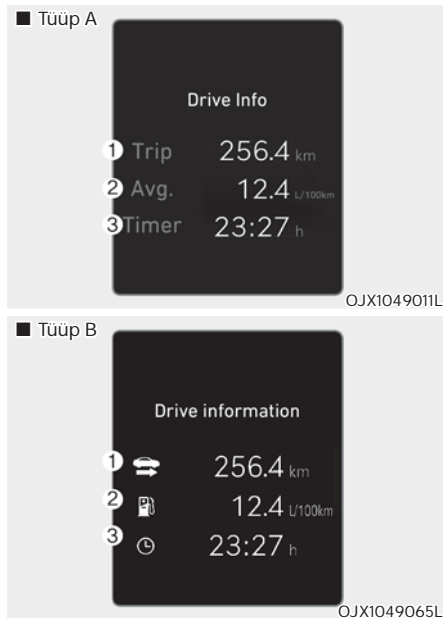 ■ Tüüp A
Drive Info
1 Trip 256.4 km
2 Avg. 12.4 L/100km
3 Timer 23:27 h
OJX1049011L
■ Tüüp B
Drive information
1 256.4 km
2 12.4 L/100km
3 23:27 h
OJX1049065L